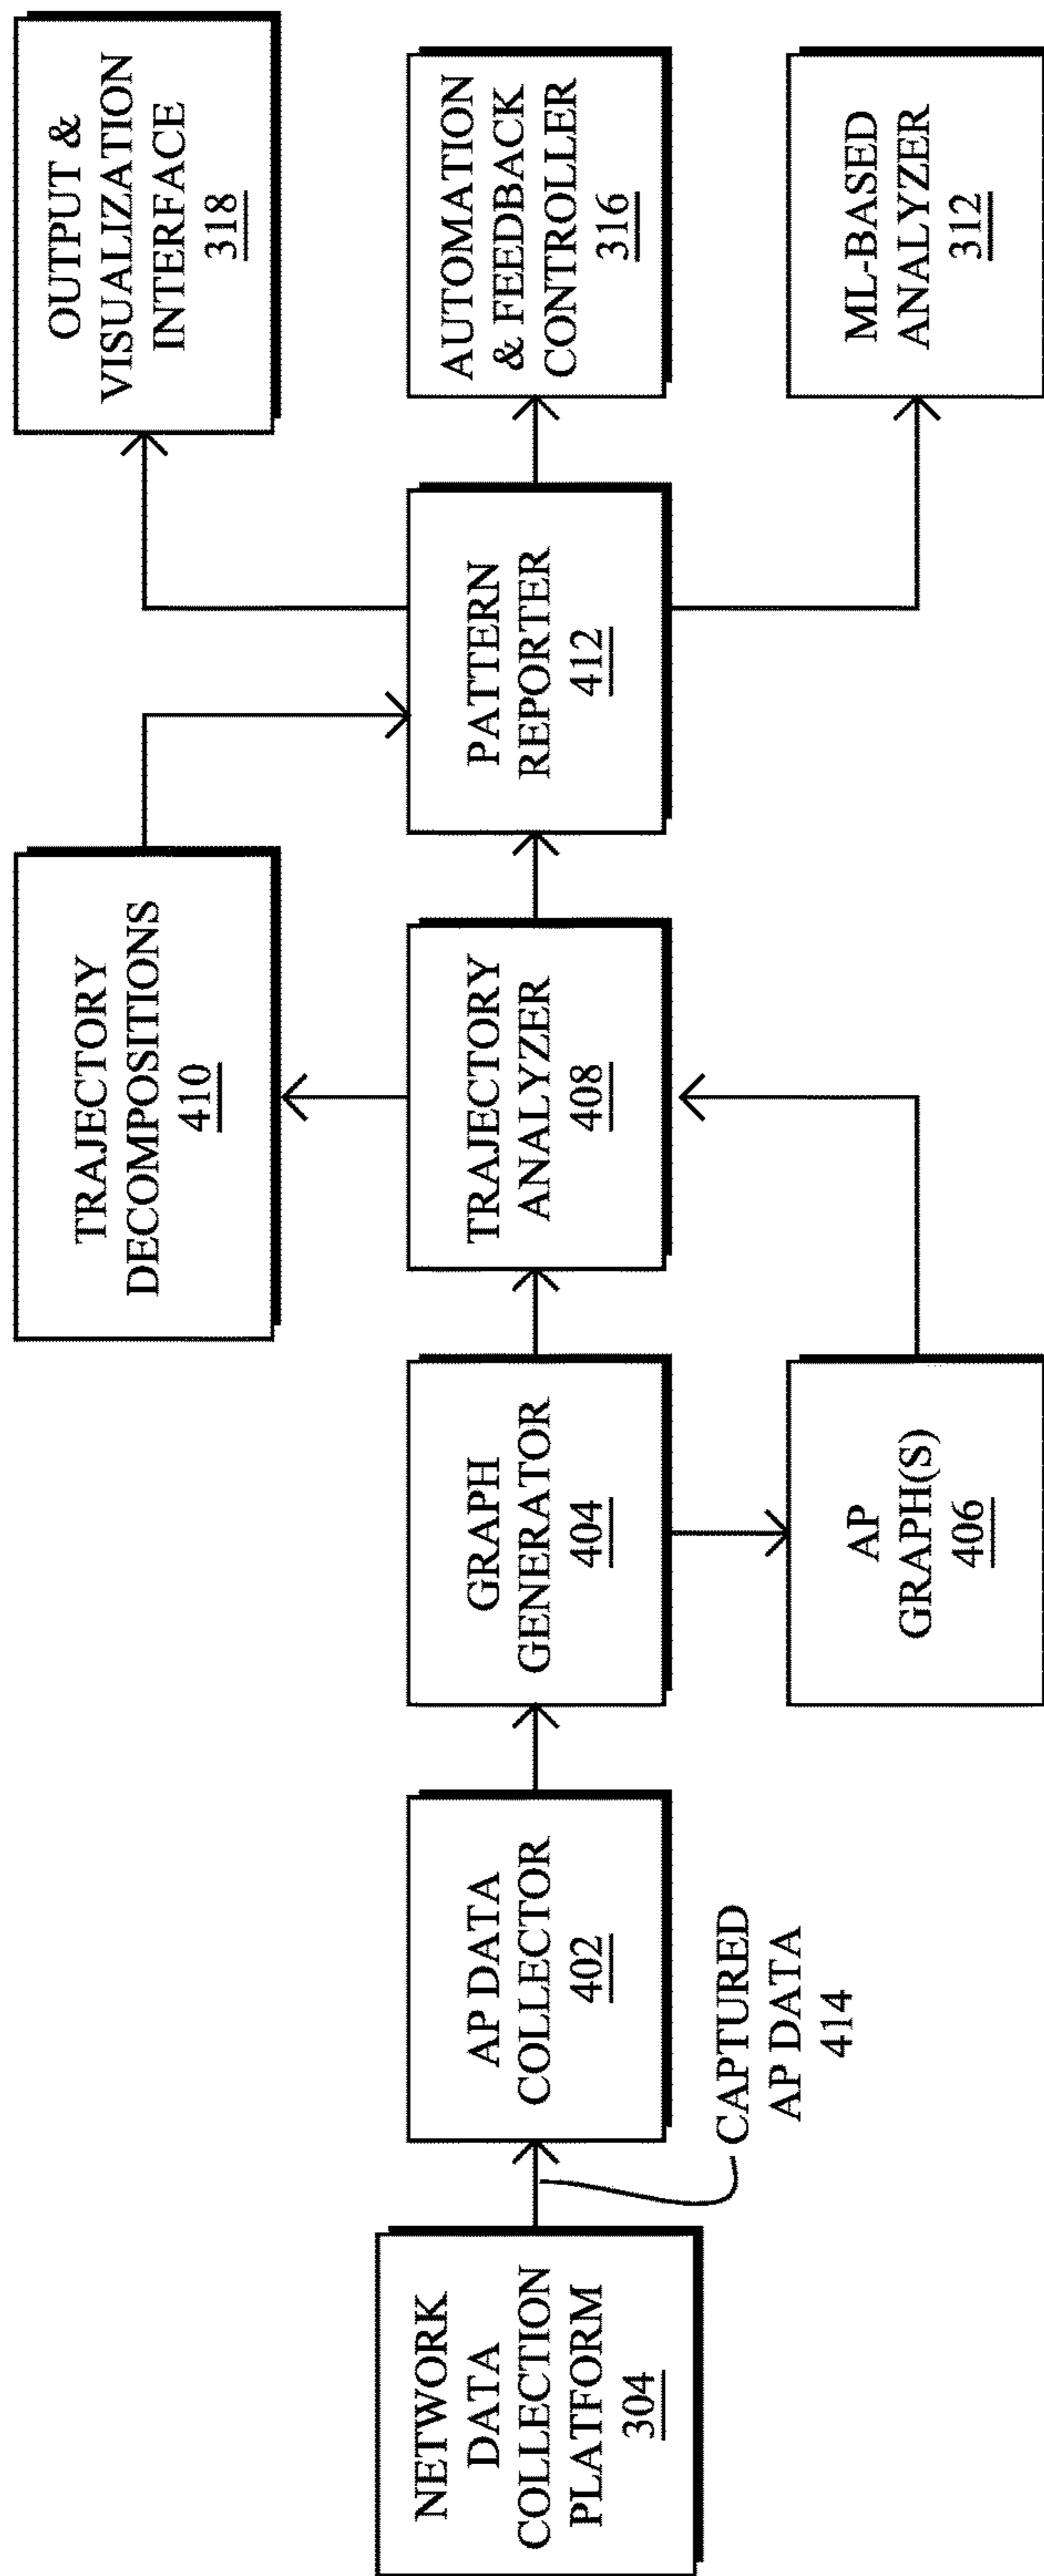 NETWORK
DATA
COLLECTION
PLATFORM
304
CAPTURED
AP DATA
414
AP DATA
COLLECTOR
402
GRAPH
GENERATOR
404
AP
GRAPH(S)
406
TRAJECTORY
ANALYZER
408
TRAJECTORY
DECOMPOSITIONS
410
PATTERN
REPORTER
412
OUTPUT &
VISUALIZATION
INTERFACE
318
AUTOMATION
& FEEDBACK
CONTROLLER
316
ML-BASED
ANALYZER
312